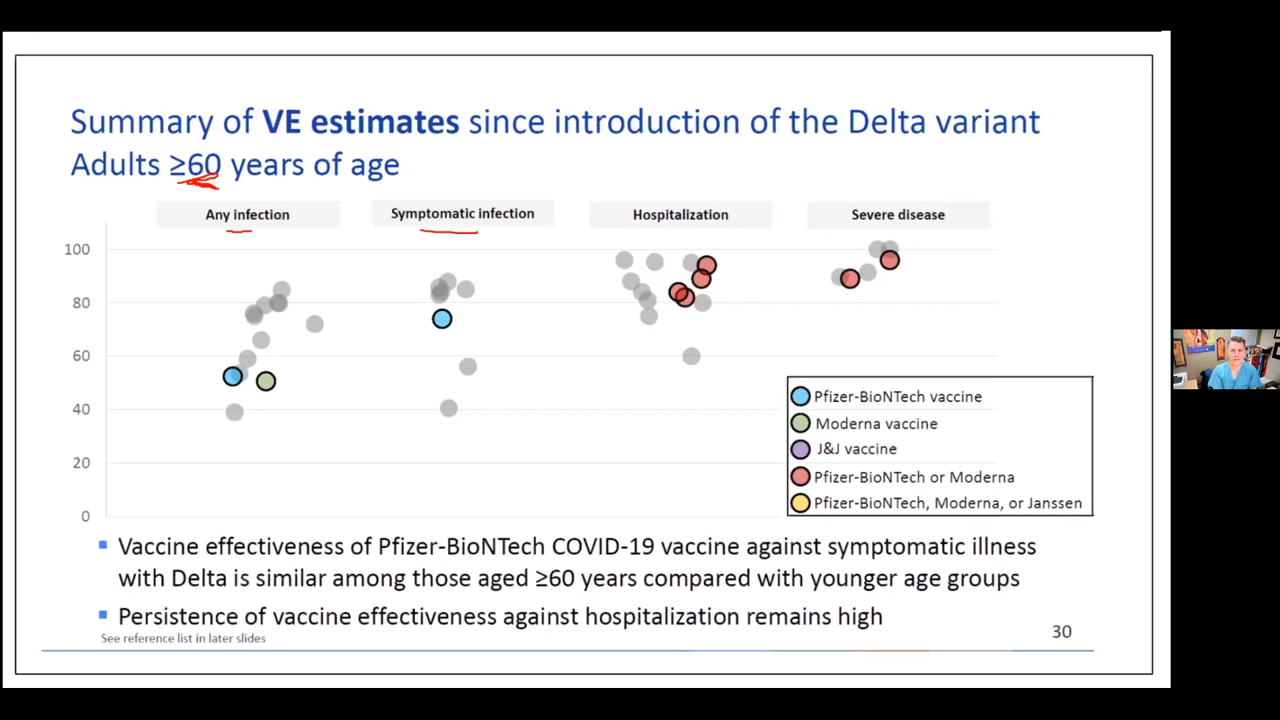 Summary of VE estimates since introduction of the Delta variant
Adults ≥60 years of age
Any infection
Symptomatic infection
Hospitalization
Severe disease
100
80
60
40
20
0
Pfizer-BioNTech vaccine
Moderna vaccine
J&J vaccine
Pfizer-BioNTech or Moderna
Pfizer-BioNTech, Moderna, or Janssen
Vaccine effectiveness of Pfizer-BioNTech COVID-19 vaccine against symptomatic illness
with Delta is similar among those aged ≥60 years compared with younger age groups
Persistence of vaccine effectiveness against hospitalization remains high
See reference list in later slides
30